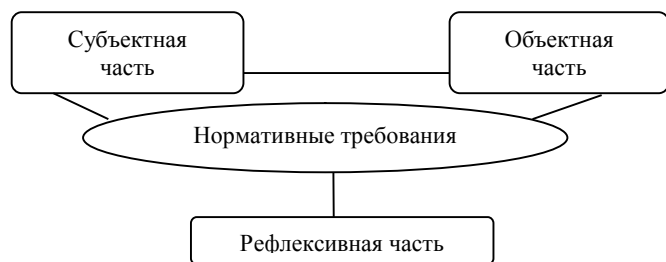 Субъектная
часть
Объектная
часть
Нормативные требования
Рефлексивная часть